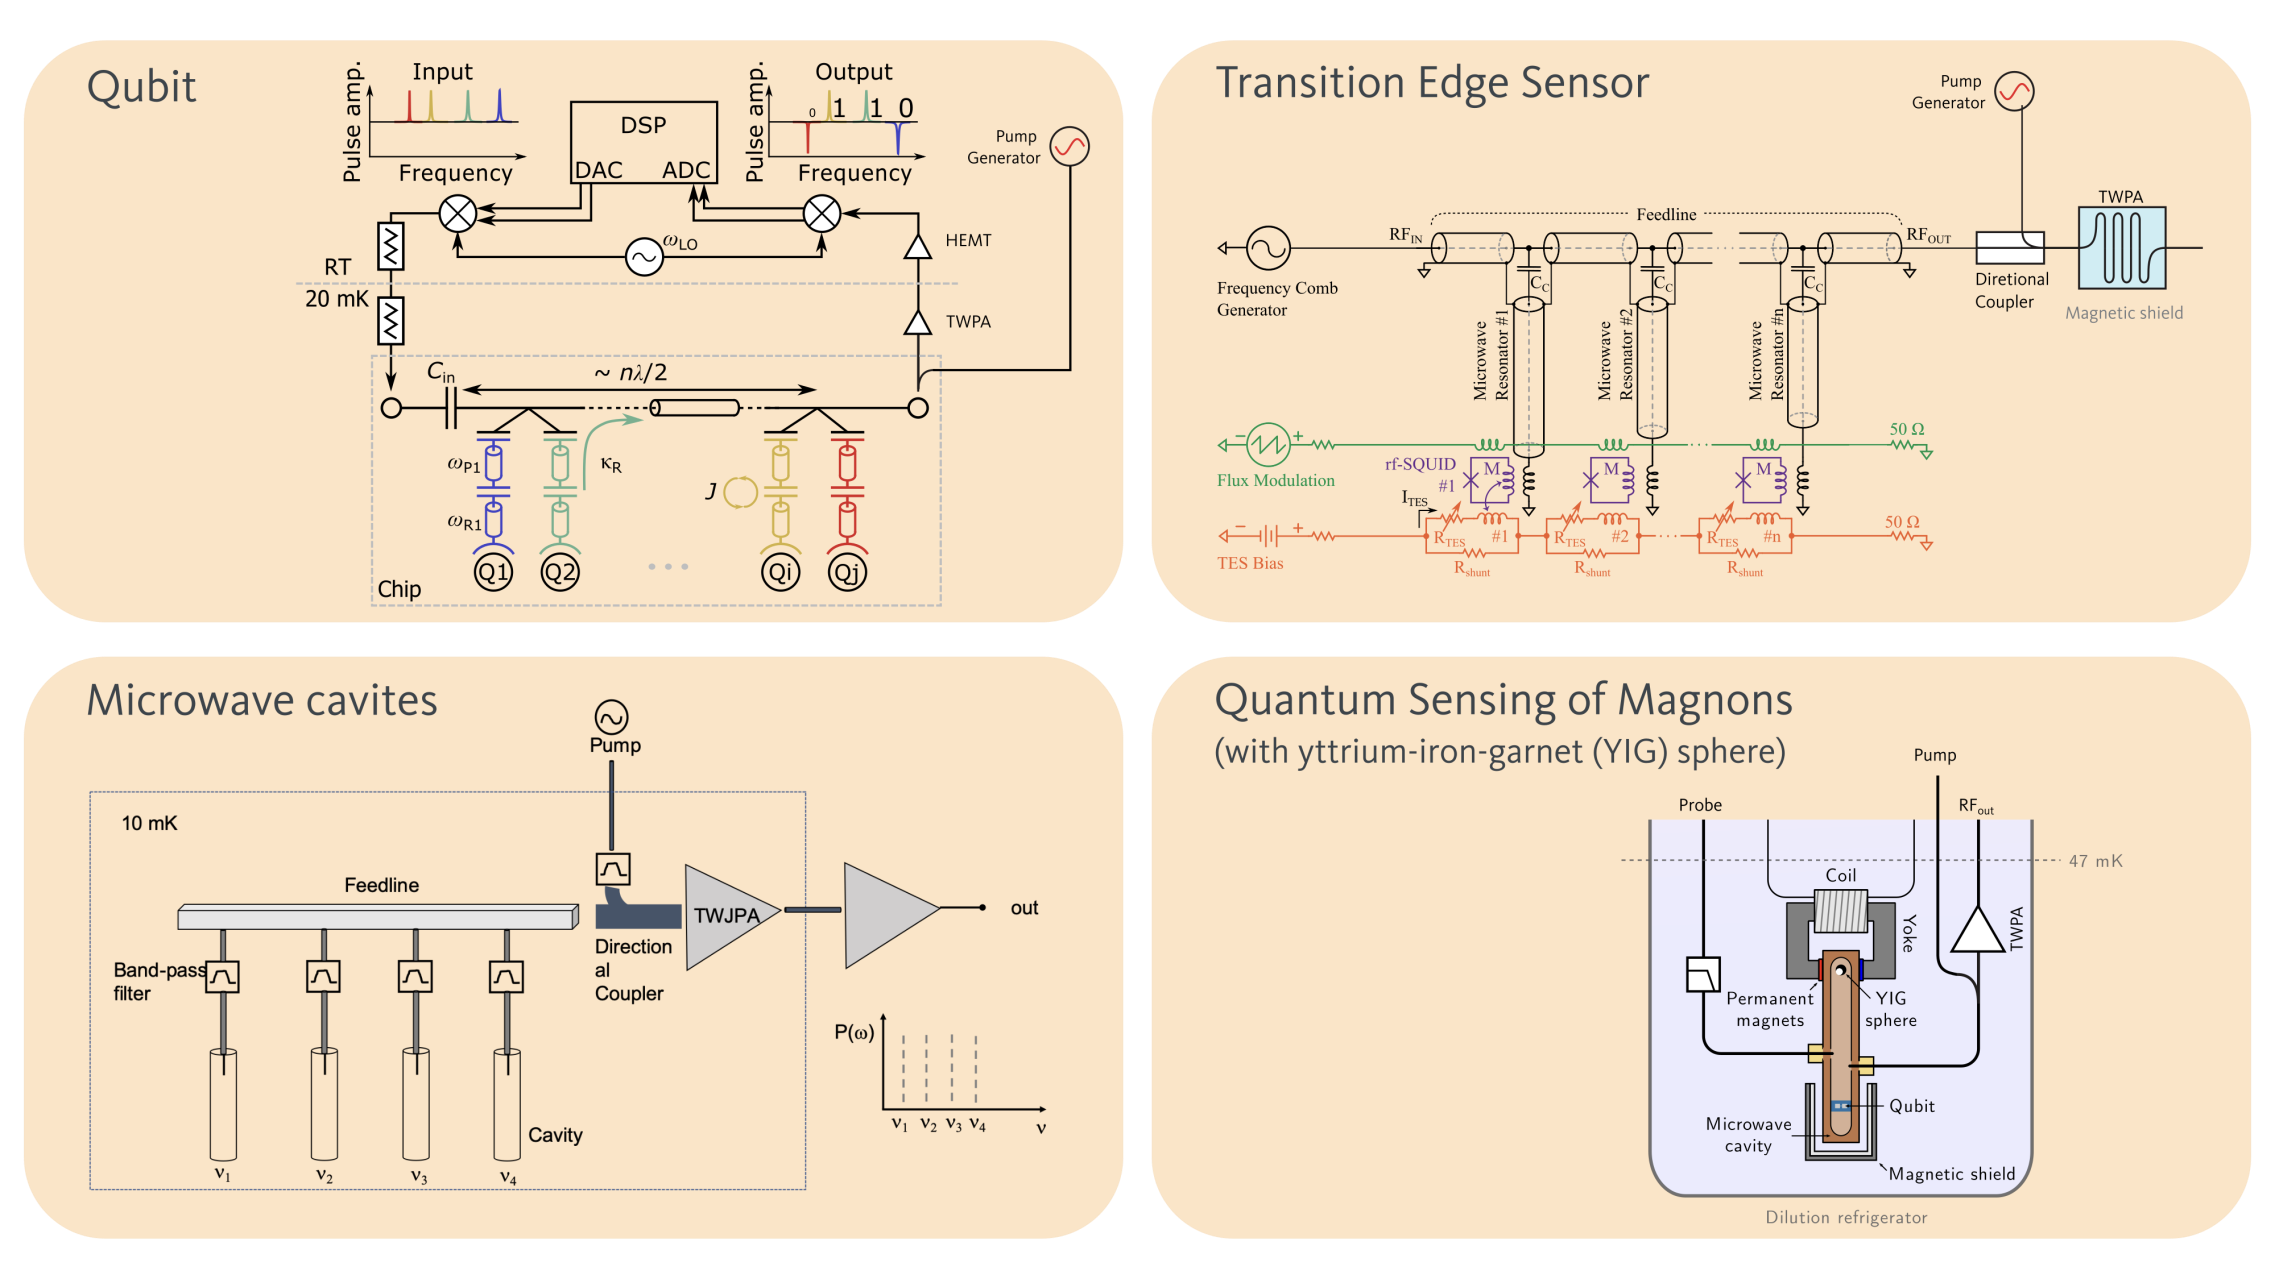 Qubit
Input
Pulse amp.
Frequency
DSP
DAC
ADC
Output
Pulse amp.
0
1
1
0
Frequency
Pump
Generator
ωLO
HEMT
RT
20 mK
TWPA
Cin
~ nλ/2
ωP1
κR
J
ωR1
Q1
Q2
...
Qi
Qj
Chip
Transition Edge Sensor
Pump
Generator
TWPA
Feedline
RFIN
RFOUT
Frequency Comb
Generator
CC
CC
CC
Diretional
Coupler
Magnetic shield
Microwave
Resonator #1
Microwave
Resonator #2
Microwave
Resonator #n
− +
50 Ω
Flux Modulation
rf-SQUID
#1
M
M
M
ITES
− +
RTES
#1
RTES
#2
RTES
#n
50 Ω
TES Bias
Rshunt
Rshunt
Rshunt
Microwave cavites
Pump
10 mK
Feedline
TWJPA
out
Band-pass
filter
Direction
al
Coupler
Cavity
ν1
ν2
ν3
ν4
P(ω)
ν1 ν2 ν3 ν4
ν
Quantum Sensing of Magnons
(with yttrium-iron-garnet (YIG) sphere)
Pump
Probe
RFout
47 mK
Coil
Yoke
TWPA
Permanent
magnets
YIG
sphere
Qubit
Microwave
cavity
Magnetic shield
Dilution refrigerator